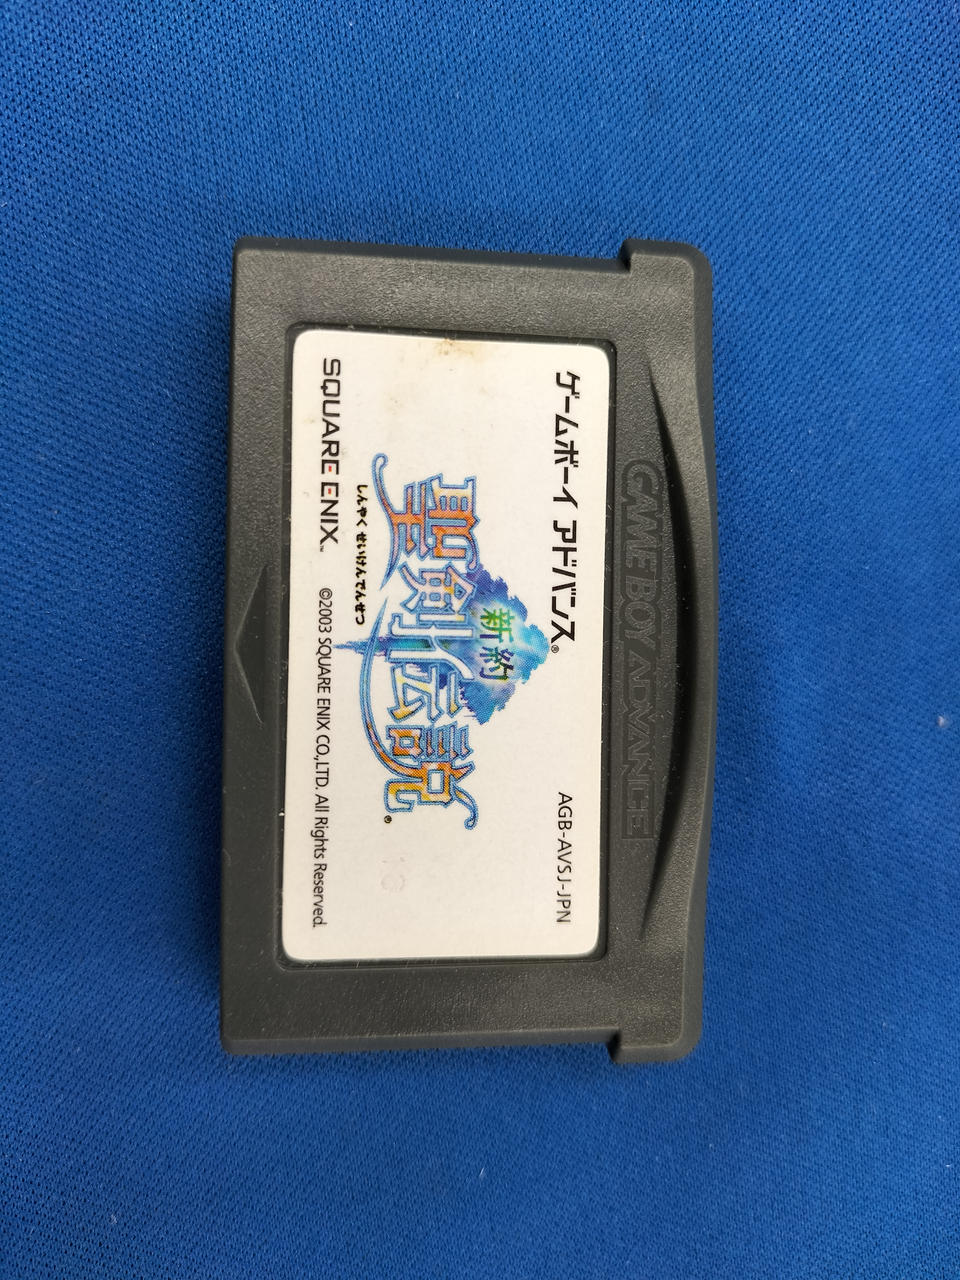 GAME BOY ADVANCE
ゲームボーイ アドバンス®
AGB-AVSJ-JPN
新約
聖剣伝説®
しんやく せいけんでんせつ
SQUARE ENIX™
©2003 SQUARE ENIX CO.,LTD. All Rights Reserved.